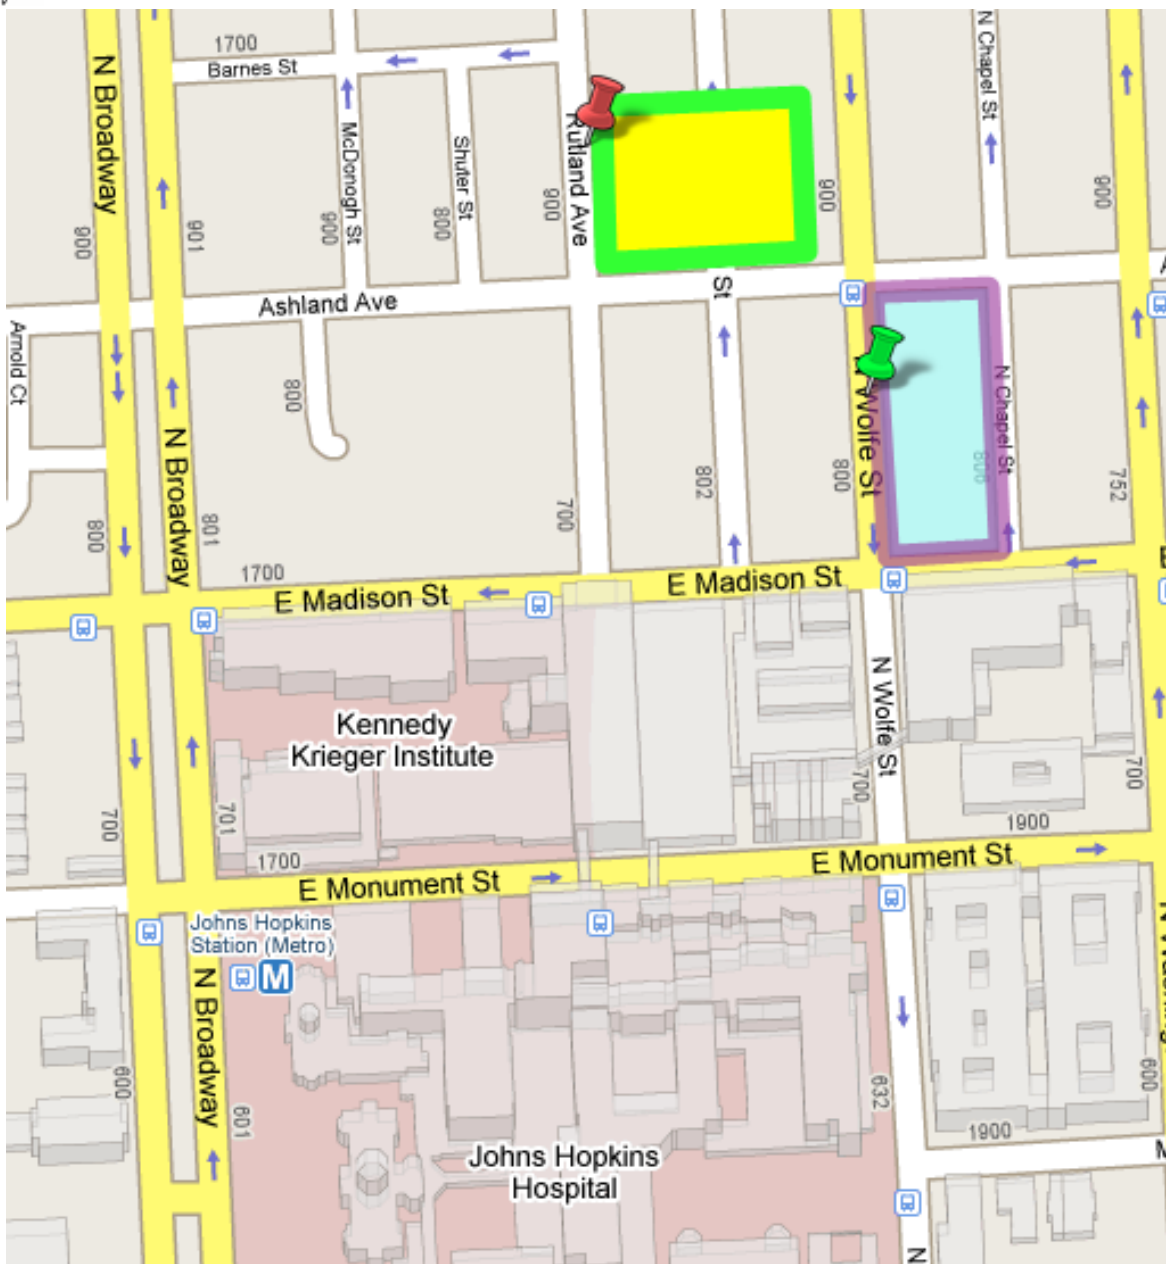 1700
Barnes St
N Chapel St
N Broadway
McDonogh St
Shuter St
Rutland Ave
900
901
900
800
900
900
900
Ashland Ave
St
Arnold Ct
800
N Wolfe St
N Chapel St
808
N Broadway
800
801
700
802
800
752
1700
E Madison St
E Madison St
Kennedy
Krieger Institute
N Wolfe St
700
701
700
700
1900
1700
E Monument St
E Monument St
Johns Hopkins
Station (Metro)
M
N Broadway
600
601
632
600
1900
Johns Hopkins
Hospital
N